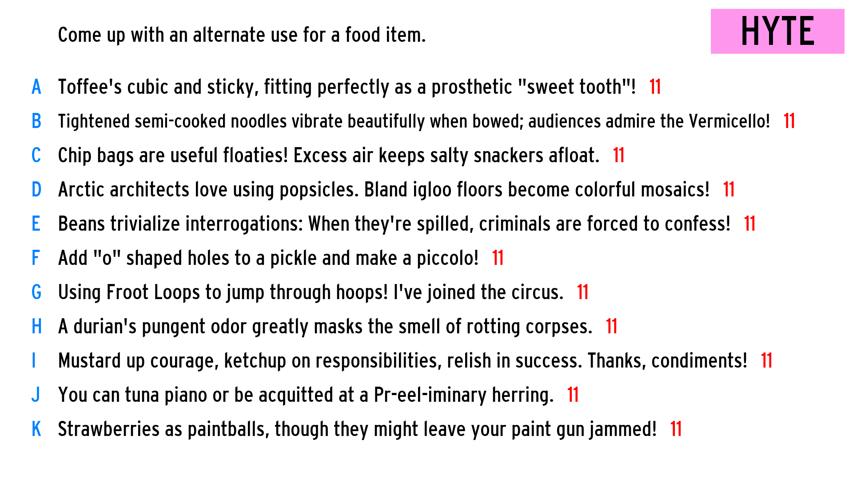 Come up with an alternate use for a food item.
HYTE
A Toffee's cubic and sticky, fitting perfectly as a prosthetic "sweet tooth"! 11
B Tightened semi-cooked noodles vibrate beautifully when bowed; audiences admire the Vermicello! 11
C Chip bags are useful floaties! Excess air keeps salty snackers afloat. 11
D Arctic architects love using popsicles. Bland igloo floors become colorful mosaics! 11
E Beans trivialize interrogations: When they're spilled, criminals are forced to confess! 11
F Add "o" shaped holes to a pickle and make a piccolo! 11
G Using Froot Loops to jump through hoops! I've joined the circus. 11
H A durian's pungent odor greatly masks the smell of rotting corpses. 11
I Mustard up courage, ketchup on responsibilities, relish in success. Thanks, condiments! 11
J You can tuna piano or be acquitted at a Pr-eel-iminary herring. 11
K Strawberries as paintballs, though they might leave your paint gun jammed! 11